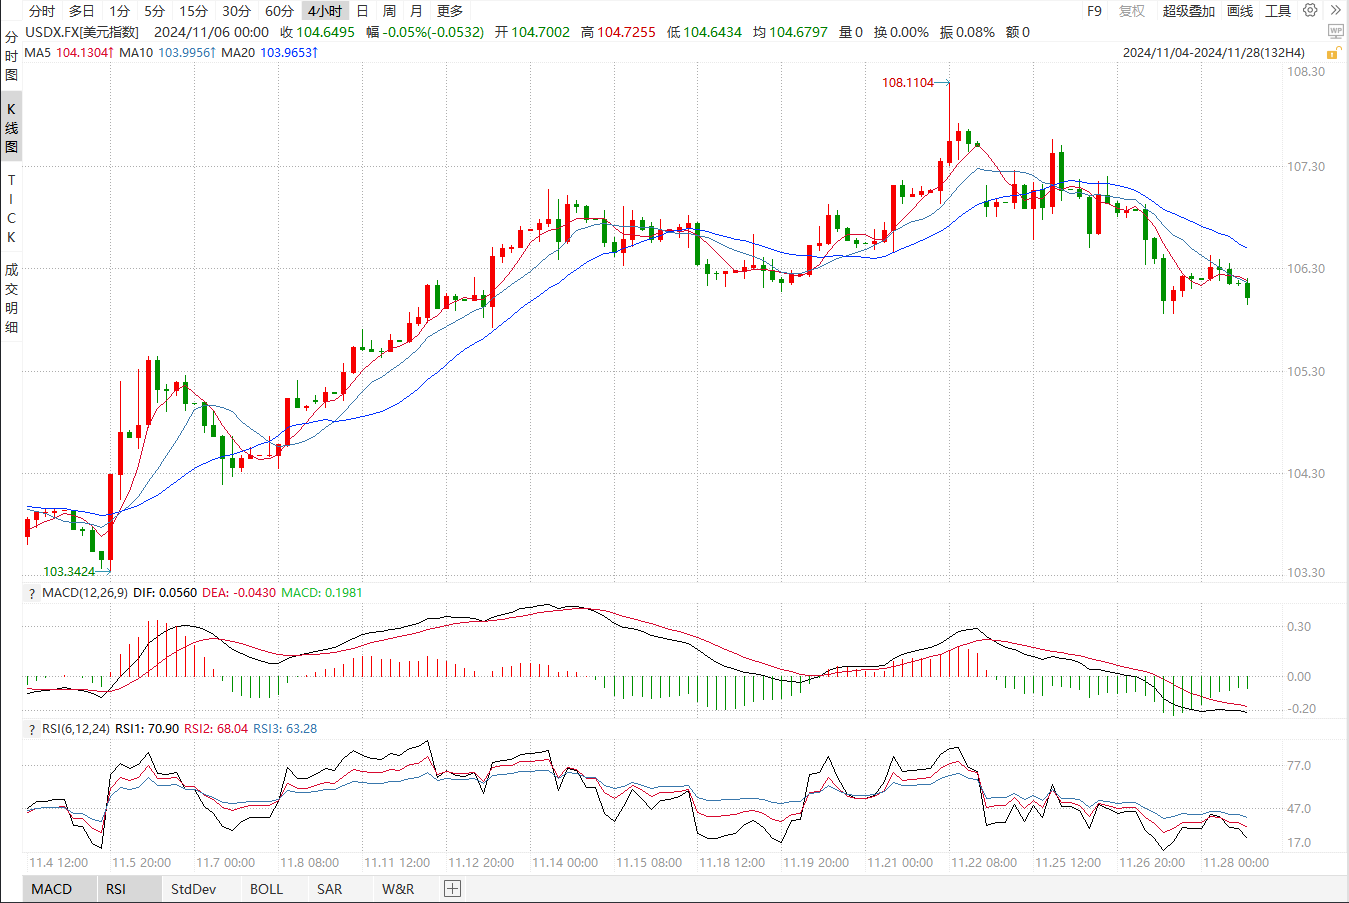 分时 多日 1分 5分 15分 30分 60分 4小时 日 周 月 更多 F9 复权 超级叠加 画线 工具
USDX.FX[美元指数] 2024/11/06 00:00 收 104.6495 幅 -0.05%(-0.0532) 开 104.7002 高 104.7255 低 104.6434 均 104.6797 量 0 换 0.00% 振 0.08% 额 0
WP
MA5 104.1304↑ MA10 103.9956↑ MA20 103.9653↑ 2024/11/04-2024/11/28(132H4)
分时图
K线图
TICK
成交明细
108.30
108.1104
107.30
106.30
105.30
104.30
103.3424
103.30
? MACD(12,26,9) DIF: 0.0560 DEA: -0.0430 MACD: 0.1981
0.30
0.00
-0.20
? RSI(6,12,24) RSI1: 70.90 RSI2: 68.04 RSI3: 63.28
77.0
47.0
17.0
11.4 12:00 11.5 20:00 11.7 00:00 11.8 08:00 11.11 12:00 11.12 20:00 11.14 00:00 11.15 08:00 11.18 12:00 11.19 20:00 11.21 00:00 11.22 08:00 11.25 12:00 11.26 20:00 11.28 00:00
MACD RSI StdDev BOLL SAR W&R